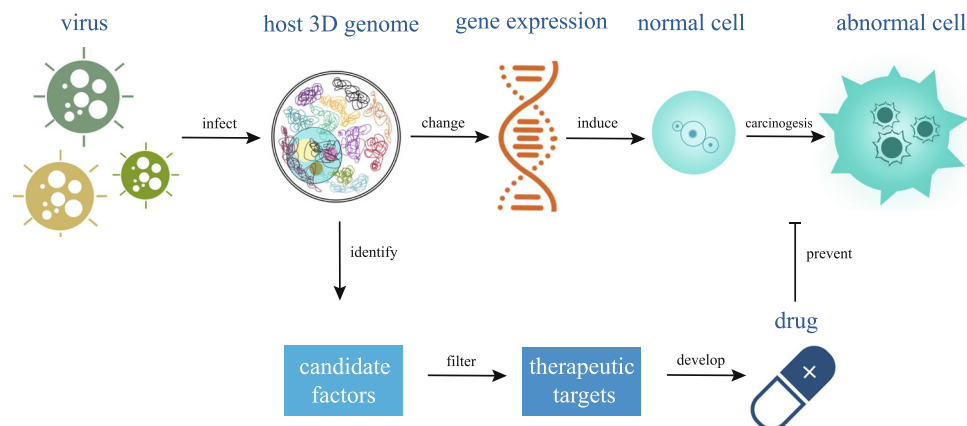 virus
host 3D genome
gene expression
normal cell
abnormal cell
infect
change
induce
carcinogesis
identify
prevent
drug
candidate
factors
filter
therapeutic
targets
develop